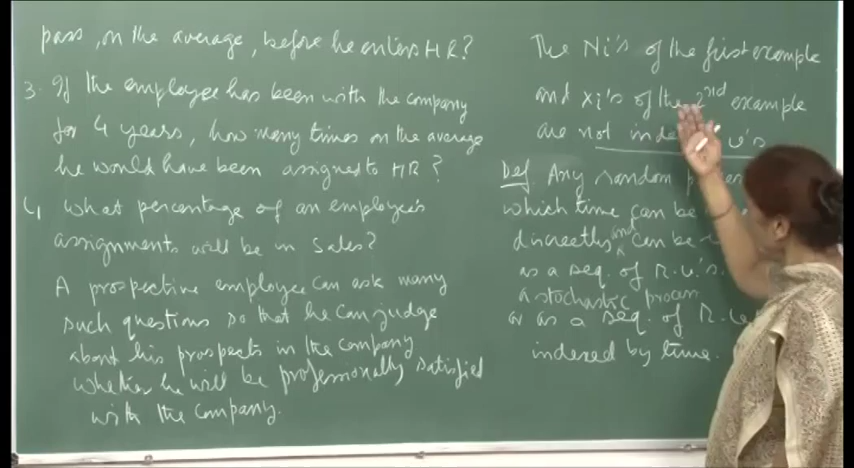 pass, on the average, before he enters HR?
3. If the employee has been with the company
for 4 years, how many times on the average
he would have been assigned to HR?
4 What percentage of an employee's
assignments will be in Sales?
A prospective employee can ask many
such questions so that he can judge
about his prospects in the company
whether he will be professionally satisfied
with the company.
The Ni's of the first example
and Xi's of the 2nd example
are not v's
Def Any random
which time can be
discreetly and can be
as a seq. of R.v's.
a stochastic process
or as a seq. of R.v
indexed by time.